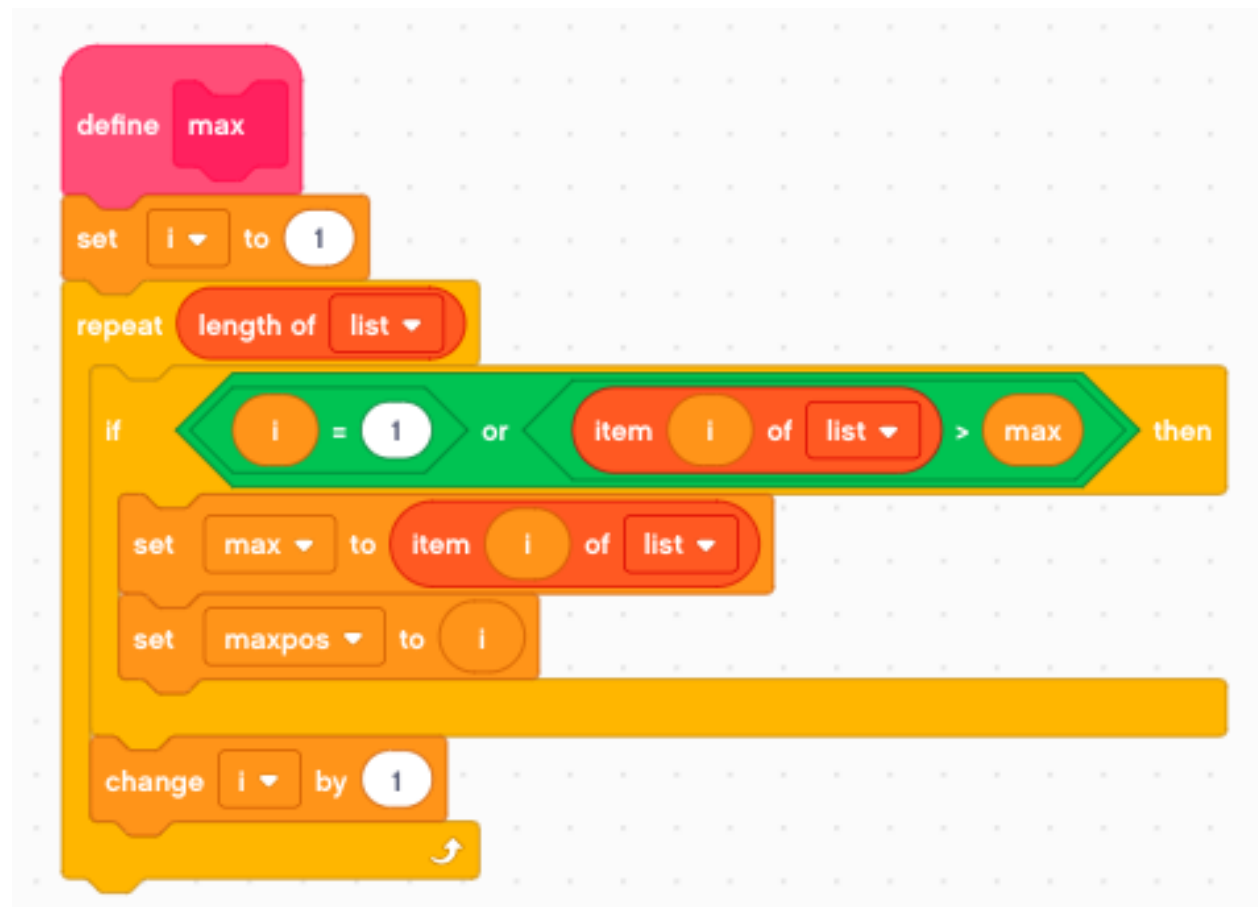 define max
set i to 1
repeat length of list
if i = 1 or item i of list > max then
set max to item i of list
set maxpos to i
change i by 1